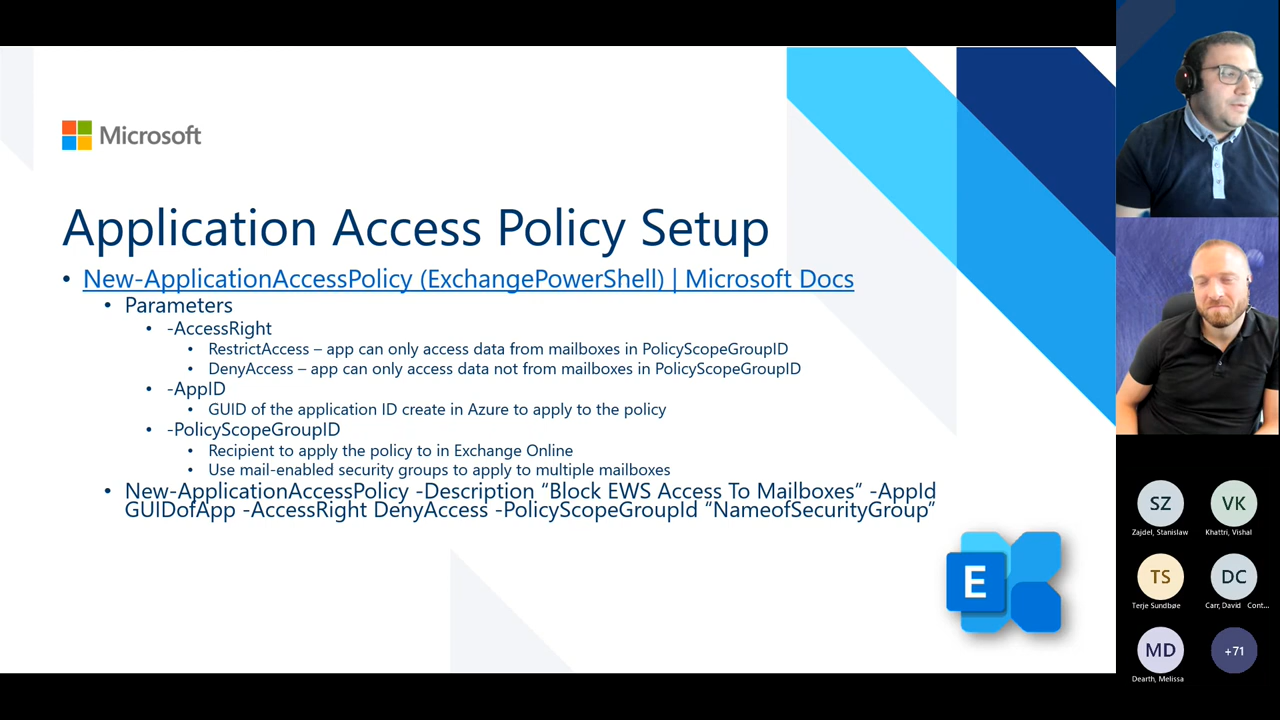 Microsoft
Application Access Policy Setup
• New-ApplicationAccessPolicy (ExchangePowerShell) | Microsoft Docs
• Parameters
• -AccessRight
• RestrictAccess – app can only access data from mailboxes in PolicyScopeGroupID
• DenyAccess – app can only access data not from mailboxes in PolicyScopeGroupID
• -AppID
• GUID of the application ID create in Azure to apply to the policy
• -PolicyScopeGroupID
• Recipient to apply the policy to in Exchange Online
• Use mail-enabled security groups to apply to multiple mailboxes
• New-ApplicationAccessPolicy -Description “Block EWS Access To Mailboxes” -AppId
GUIDofApp -AccessRight DenyAccess -PolicyScopeGroupId “NameofSecurityGroup”
E
SZ
VK
Zajdel, Stanislaw
Khattri, Vishal
TS
DC
Terje Sundbøe
Carr, David Cont...
MD
+71
Dearth, Melissa